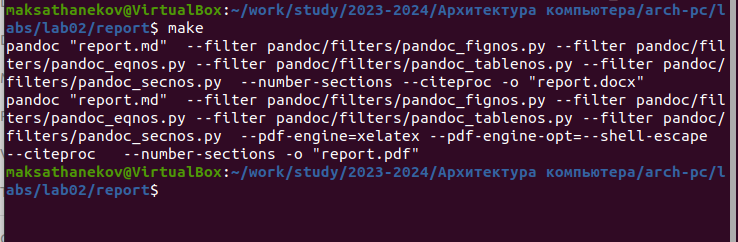 maksathanekov@VirtualBox:~/work/study/2023-2024/Архитектура компьютера/arch-pc/l
abs/lab02/report$ make
pandoc "report.md"  --filter pandoc/filters/pandoc_fignos.py --filter pandoc/fil
ters/pandoc_eqnos.py --filter pandoc/filters/pandoc_tablenos.py --filter pandoc/
filters/pandoc_secnos.py  --number-sections --citeproc -o "report.docx"
pandoc "report.md"  --filter pandoc/filters/pandoc_fignos.py --filter pandoc/fil
ters/pandoc_eqnos.py --filter pandoc/filters/pandoc_tablenos.py --filter pandoc/
filters/pandoc_secnos.py  --pdf-engine=xelatex --pdf-engine-opt=--shell-escape
--citeproc   --number-sections -o "report.pdf"
maksathanekov@VirtualBox:~/work/study/2023-2024/Архитектура компьютера/arch-pc/l
abs/lab02/report$